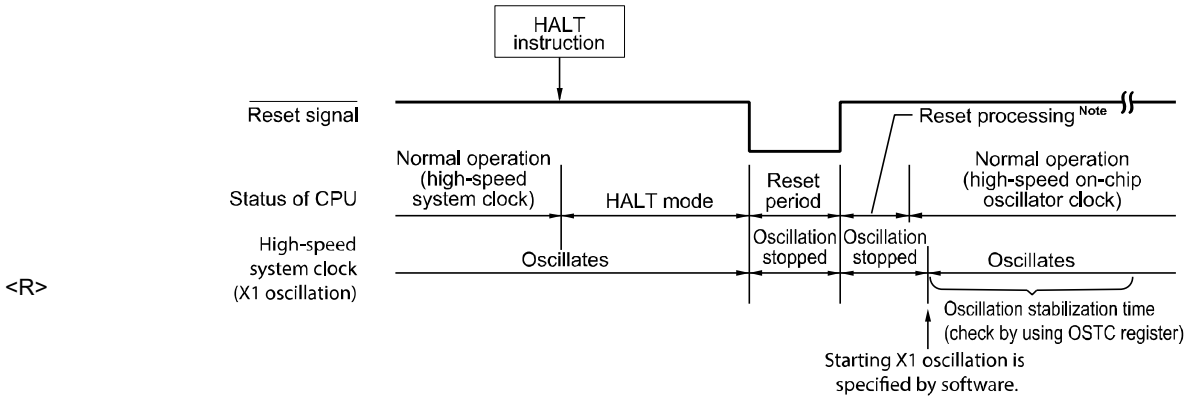 HALT
instruction
Reset signal
Reset processing Note
Normal operation
(high-speed
system clock)
Reset
period
Normal operation
(high-speed on-chip
oscillator clock)
Status of CPU
HALT mode
High-speed
system clock
(X1 oscillation)
Oscillates
Oscillation
stopped
Oscillation
stopped
Oscillates
<R>
Oscillation stabilization time
(check by using OSTC register)
Starting X1 oscillation is
specified by software.